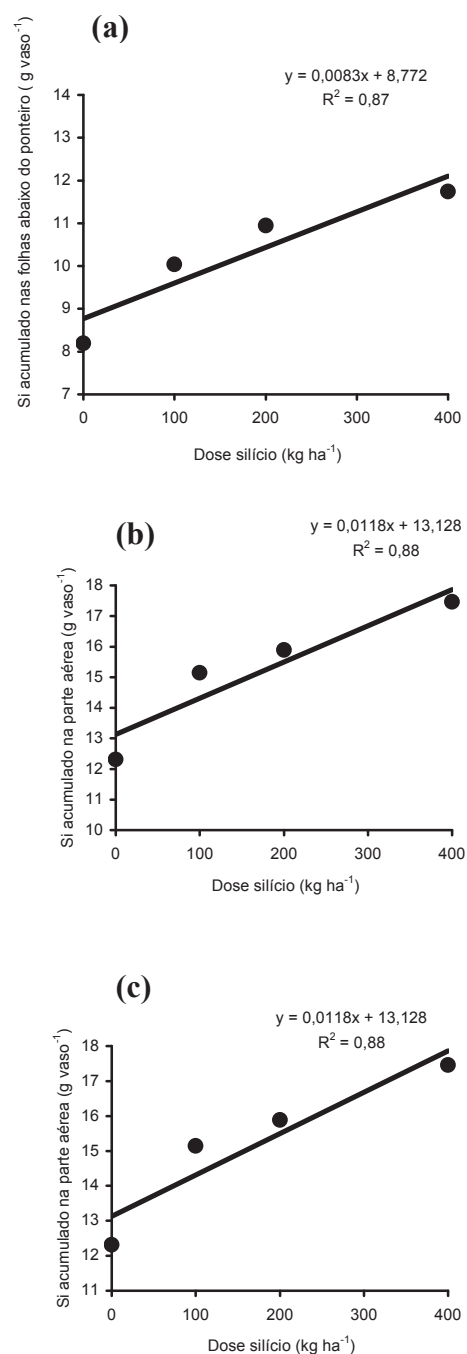 (a)
y = 0,0083x + 8,772
R² = 0,87
Si acumulado nas folhas abaixo do ponteiro ( g vaso⁻¹)
14
13
12
11
10
9
8
7
0 100 200 300 400
Dose silício (kg ha⁻¹)
(b)
y = 0,0118x + 13,128
R² = 0,88
Si acumulado na parte aérea (g vaso⁻¹)
18
17
16
15
14
13
12
11
10
0 100 200 300 400
Dose silício (kg ha⁻¹)
(c)
y = 0,0118x + 13,128
R² = 0,88
Si acumulado na parte aérea (g vaso⁻¹)
18
17
16
15
14
13
12
11
0 100 200 300 400
Dose silício (kg ha⁻¹)